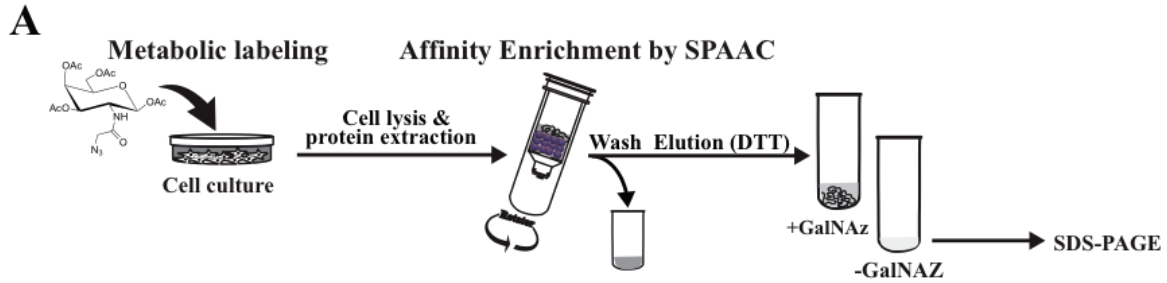 A
Metabolic labeling
Affinity Enrichment by SPAAC
OAc
OAc
O
AcO
OAc
NH
O
N3
Cell culture
Cell lysis &
protein extraction
Rotator
Wash Elution (DTT)
+GalNAz
-GalNAZ
SDS-PAGE